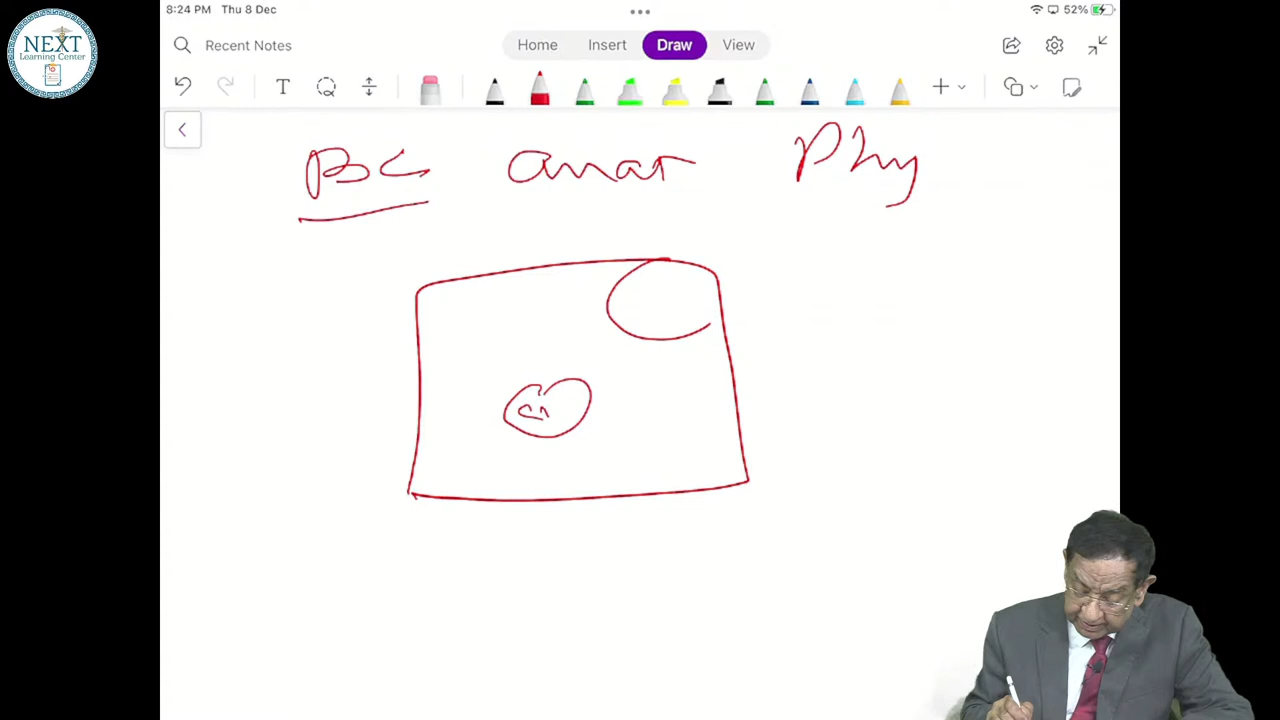 8:24 PM Thu 8 Dec
52%
NEXT
Learning Center
Recent Notes
Home Insert Draw View
T
BC anat Phy